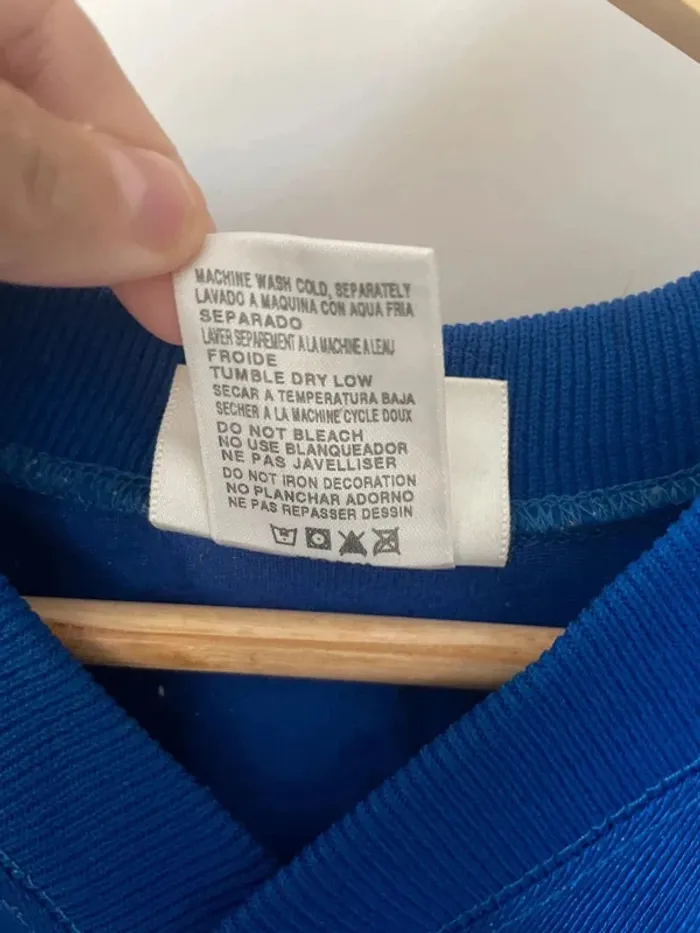 MACHINE WASH COLD, SEPARATELY
LAVADO A MAQUINA CON AQUA FRIA
SEPARADO
LAVER SEPAREMENT A LA MACHINE A LEAU
FROIDE
TUMBLE DRY LOW
SECAR A TEMPERATURA BAJA
SECHER A LA MACHINE CYCLE DOUX
DO NOT BLEACH
NO USE BLANQUEADOR
NE PAS JAVELLISER
DO NOT IRON DECORATION
NO PLANCHAR ADORNO
NE PAS REPASSER DESSIN